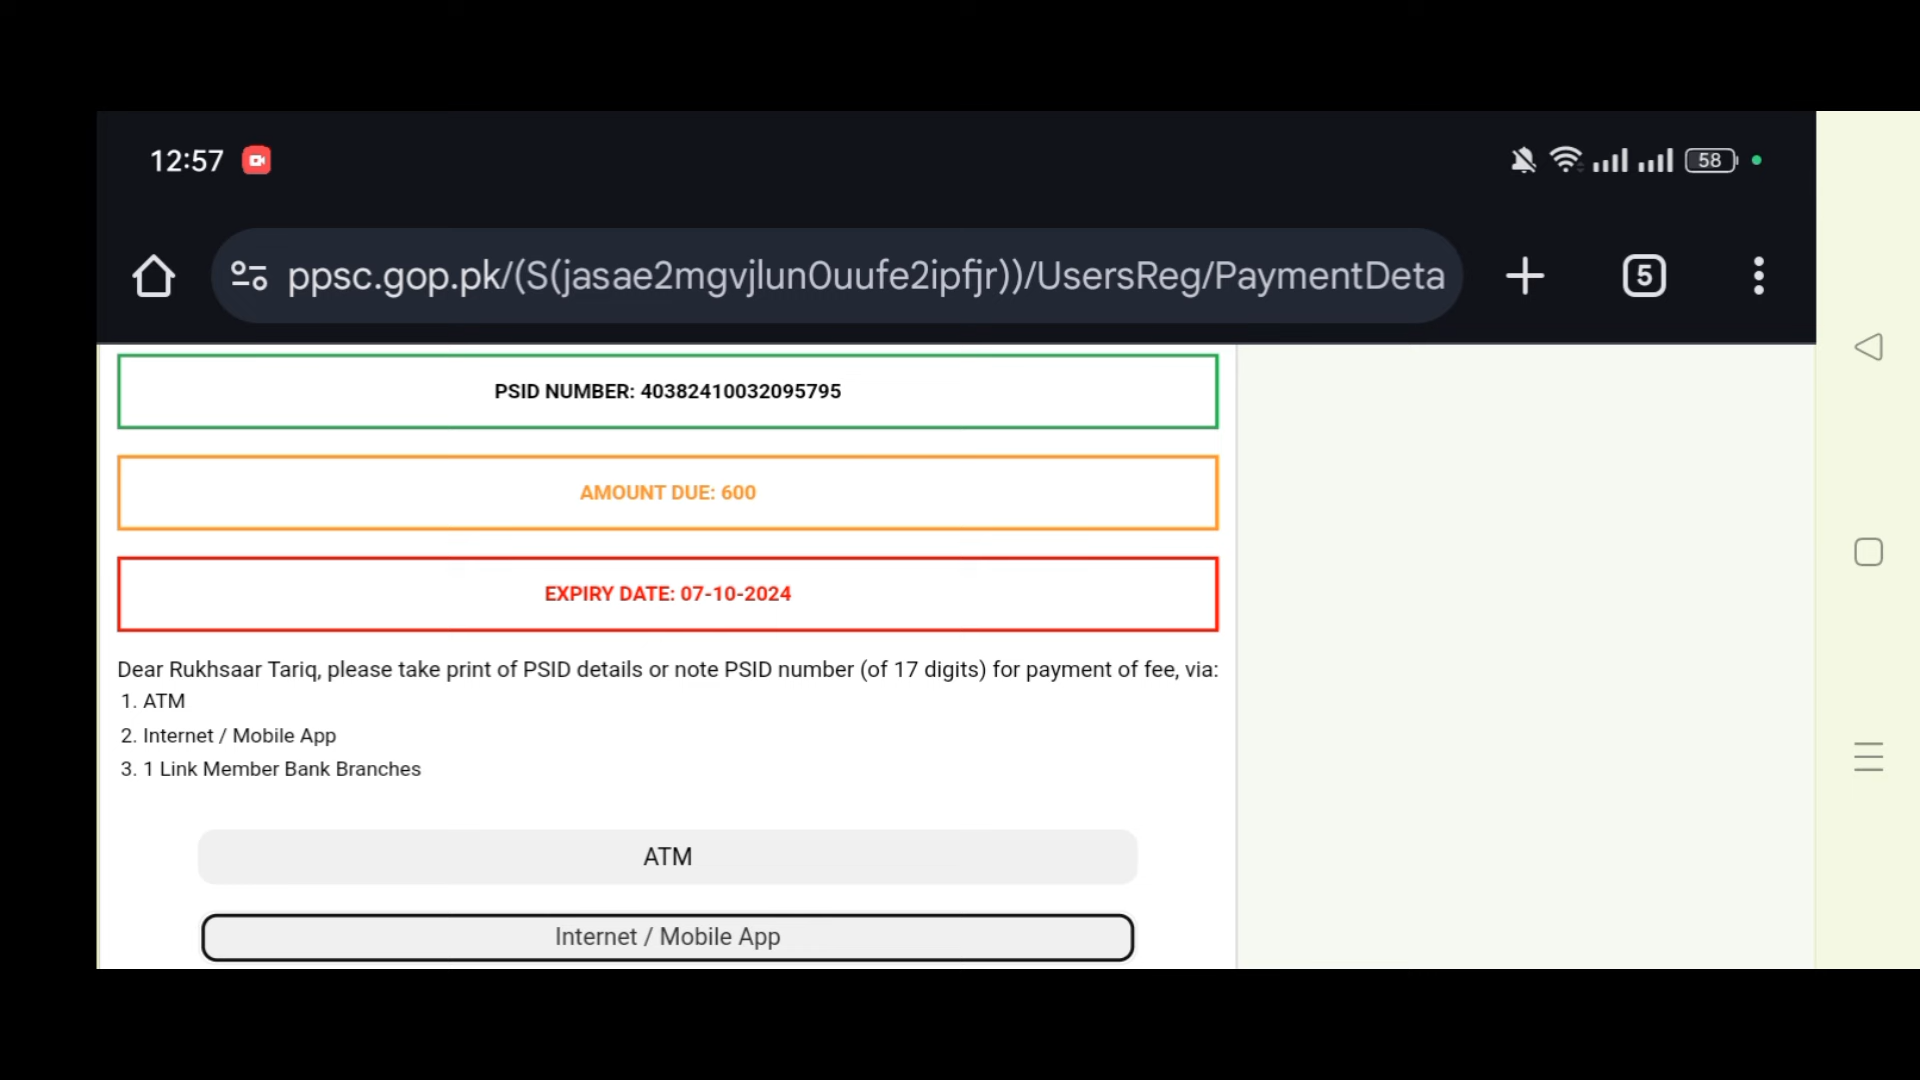 12:57
58
ppsc.gop.pk/(S(jasae2mgvjlun0uufe2ipfjr))/UsersReg/PaymentDeta
5
PSID NUMBER: 40382410032095795
AMOUNT DUE: 600
EXPIRY DATE: 07-10-2024
Dear Rukhsaar Tariq, please take print of PSID details or note PSID number (of 17 digits) for payment of fee, via:
1. ATM
2. Internet / Mobile App
3. 1 Link Member Bank Branches
ATM
Internet / Mobile App